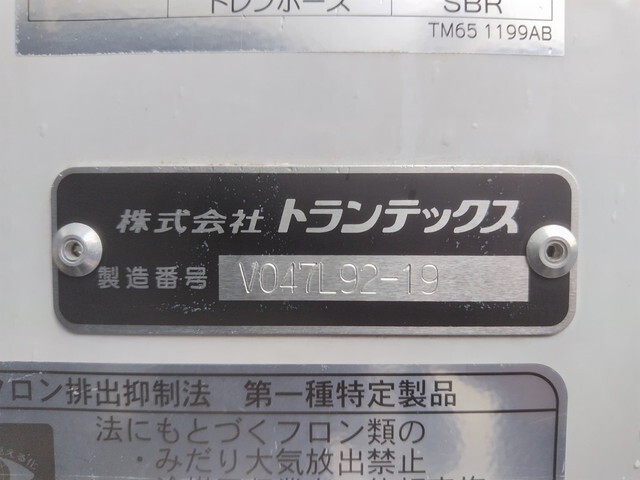 ドレンホース SBR
TM65 1199AB
株式会社 トランテックス
製造番号 V047L92-19
フロン排出抑制法 第一種特定製品
法にもとづくフロン類の
・みだり大気放出禁止